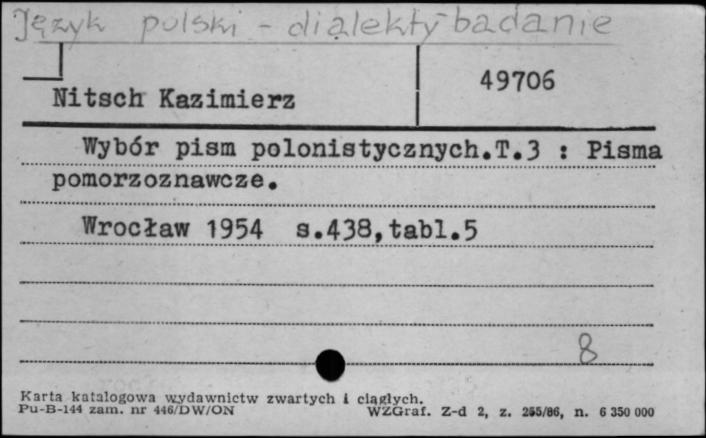 Język polski - dialekty - badanie
49706
Nitsch Kazimierz
Wybór pism polonistycznych.T.3 : Pisma
pomorzoznawcze.
Wrocław 1954 s.438,tabl.5
8
Karta katalogowa wydawnictw zwartych i ciągłych.
Pu-B-144 zam. nr 446/DW/ON WZGraf. Z-d 2, z. 255/86, n. 6 350 000